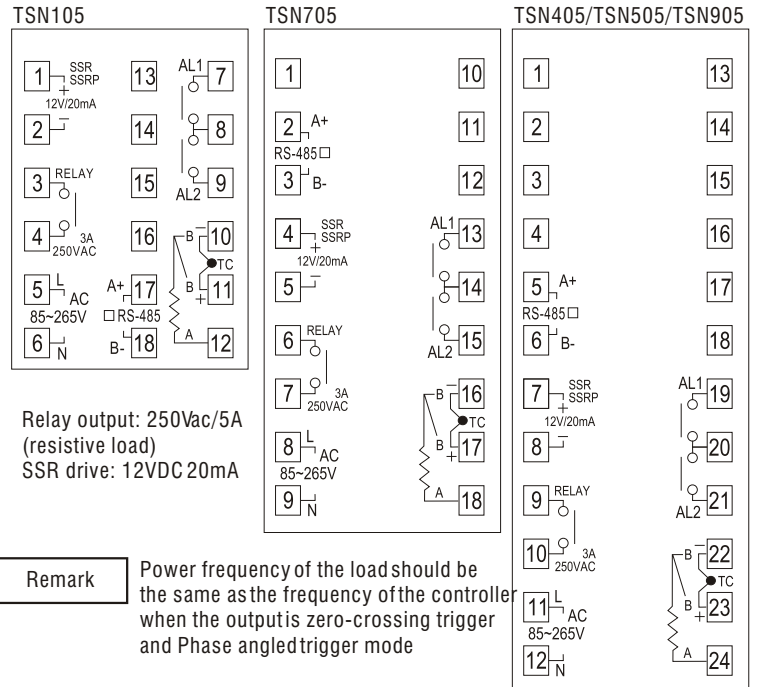 TSN105
1 SSR 13 AL1 7
SSRP
+
12V/20mA
2 − 14 8
3 RELAY 15 9
AL2
4 3A 16 B − 10
250VAC
TC
5 L AC A+ 17 B + 11
85~265V □ RS-485
6 N B- 18 A 12
Relay output: 250Vac/5A
(resistive load)
SSR drive: 12VDC 20mA
TSN705
1 10
2 A+ 11
RS-485 □
3 B- 12
4 SSR AL1 13
SSRP
+
12V/20mA
5 − 14
6 RELAY 15
AL2
7 3A B − 16
250VAC
TC
8 L AC B + 17
85~265V
9 N A 18
TSN405/TSN505/TSN905
1 13
2 14
3 15
4 16
5 A+ 17
RS-485 □
6 B- 18
7 SSR AL1 19
SSRP
+
12V/20mA
8 − 20
9 RELAY 21
AL2
10 3A B − 22
250VAC
TC
11 L AC B + 23
85~265V
12 N A 24
Remark
Power frequency of the load should be
the same as the frequency of the controller
when the output is zero-crossing trigger
and Phase angled trigger mode